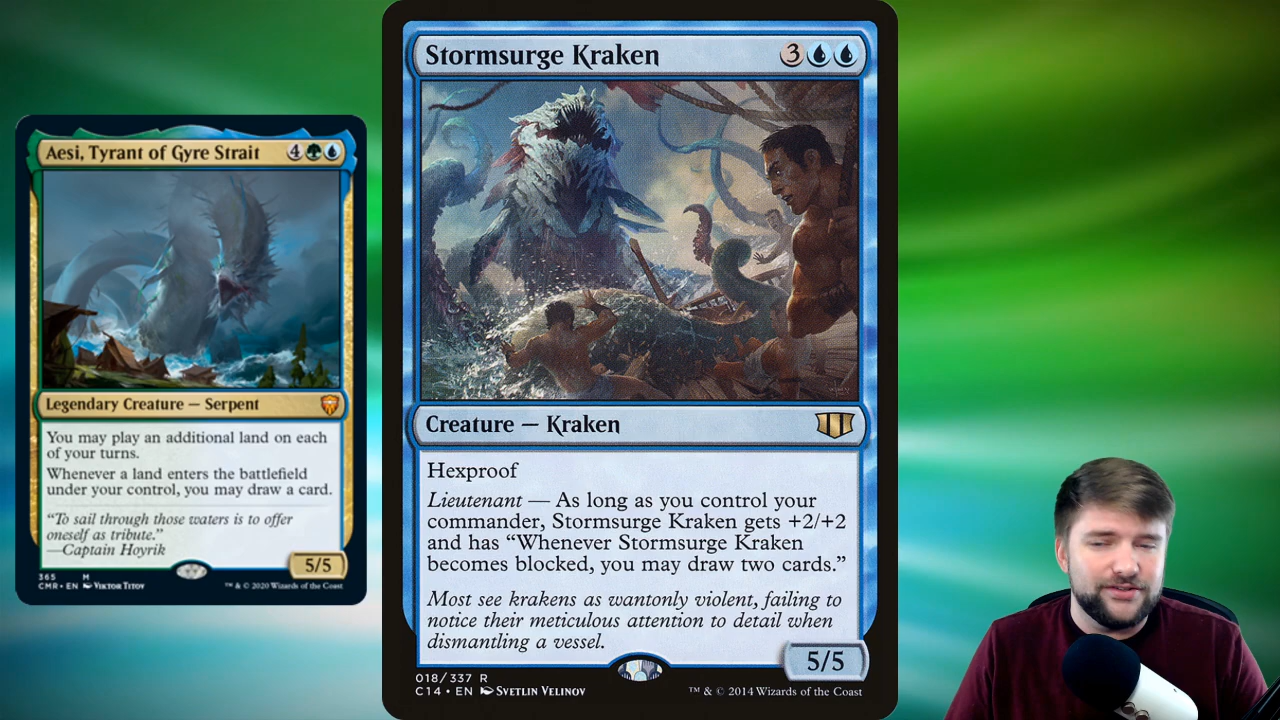 Aesi, Tyrant of Gyre Strait
4
Legendary Creature — Serpent
You may play an additional land on each
of your turns.
Whenever a land enters the battlefield
under your control, you may draw a card.
“To sail through those waters is to offer
oneself as tribute.”
—Captain Hoyrik
5/5
365 M
CMR • EN Viktor Titov
™ & © 2020 Wizards of the Coast
Stormsurge Kraken
3
Creature — Kraken
Hexproof
Lieutenant — As long as you control your
commander, Stormsurge Kraken gets +2/+2
and has “Whenever Stormsurge Kraken
becomes blocked, you may draw two cards.”
Most see krakens as wantonly violent, failing to
notice their meticulous attention to detail when
dismantling a vessel.
5/5
018/337 R
C14 • EN Svetlin Velinov
™ & © 2014 Wizards of the Coast